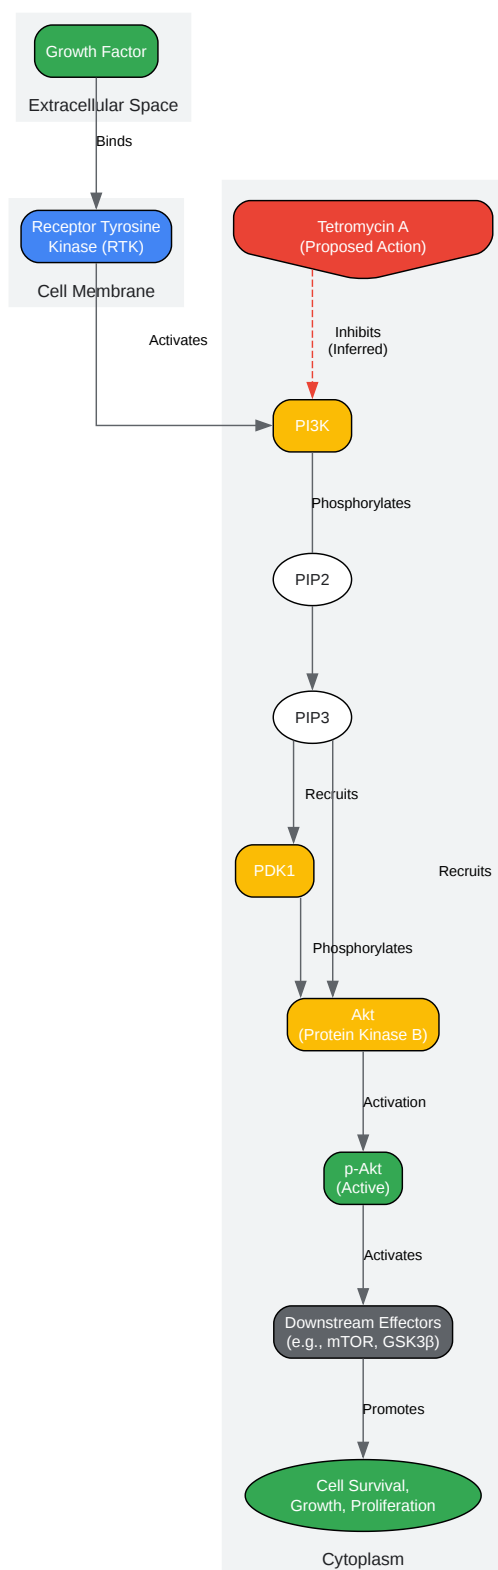 Growth Factor
Extracellular Space
Binds
Receptor Tyrosine
Kinase (RTK)
Cell Membrane
Tetromycin A
(Proposed Action)
Activates
Inhibits
(Inferred)
PI3K
Phosphorylates
PIP2
PIP3
Recruits
PDK1
Recruits
Phosphorylates
Akt
(Protein Kinase B)
Activation
p-Akt
(Active)
Activates
Downstream Effectors
(e.g., mTOR, GSK3β)
Promotes
Cell Survival,
Growth, Proliferation
Cytoplasm